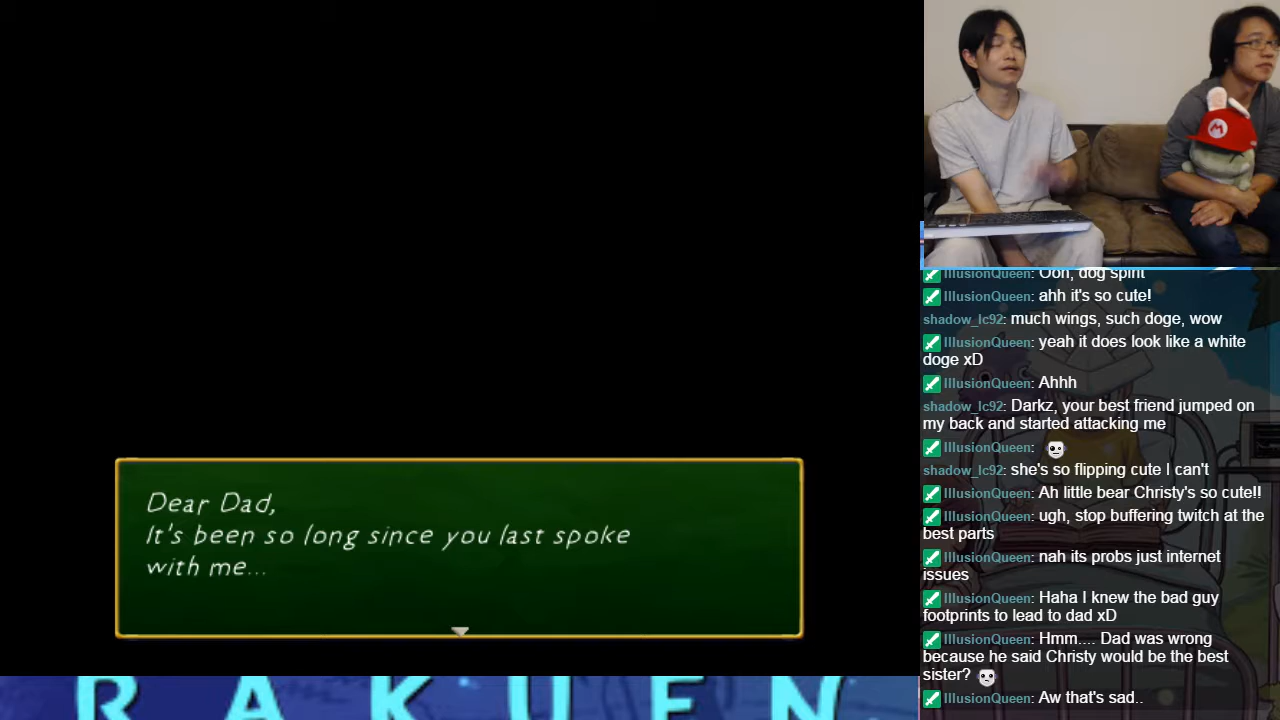 Dear Dad,
It's been so long since you last spoke
with me...
RAKUEN
M
IllusionQueen: Ooh, dog spirit
IllusionQueen: ahh it's so cute!
shadow_lc92: much wings, such doge, wow
IllusionQueen: yeah it does look like a white
doge xD
IllusionQueen: Ahhh
shadow_lc92: Darkz, your best friend jumped on
my back and started attacking me
IllusionQueen:
shadow_lc92: she's so flipping cute I can't
IllusionQueen: Ah little bear Christy's so cute!!
IllusionQueen: ugh, stop buffering twitch at the
best parts
IllusionQueen: nah its probs just internet
issues
IllusionQueen: Haha I knew the bad guy
footprints to lead to dad xD
IllusionQueen: Hmm.... Dad was wrong
because he said Christy would be the best
sister?
IllusionQueen: Aw that's sad..